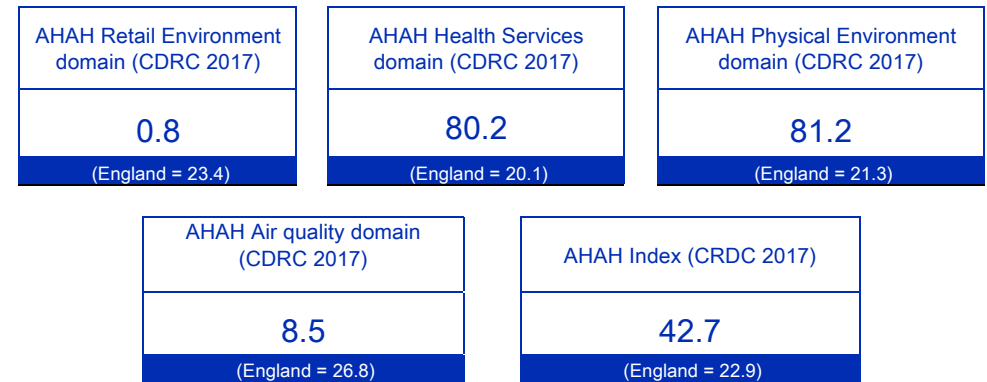 AHAH Retail Environment
domain (CDRC 2017)
0.8
(England = 23.4)
AHAH Health Services
domain (CDRC 2017)
80.2
(England = 20.1)
AHAH Physical Environment
domain (CDRC 2017)
81.2
(England = 21.3)
AHAH Air quality domain
(CDRC 2017)
8.5
(England = 26.8)
AHAH Index (CRDC 2017)
42.7
(England = 22.9)